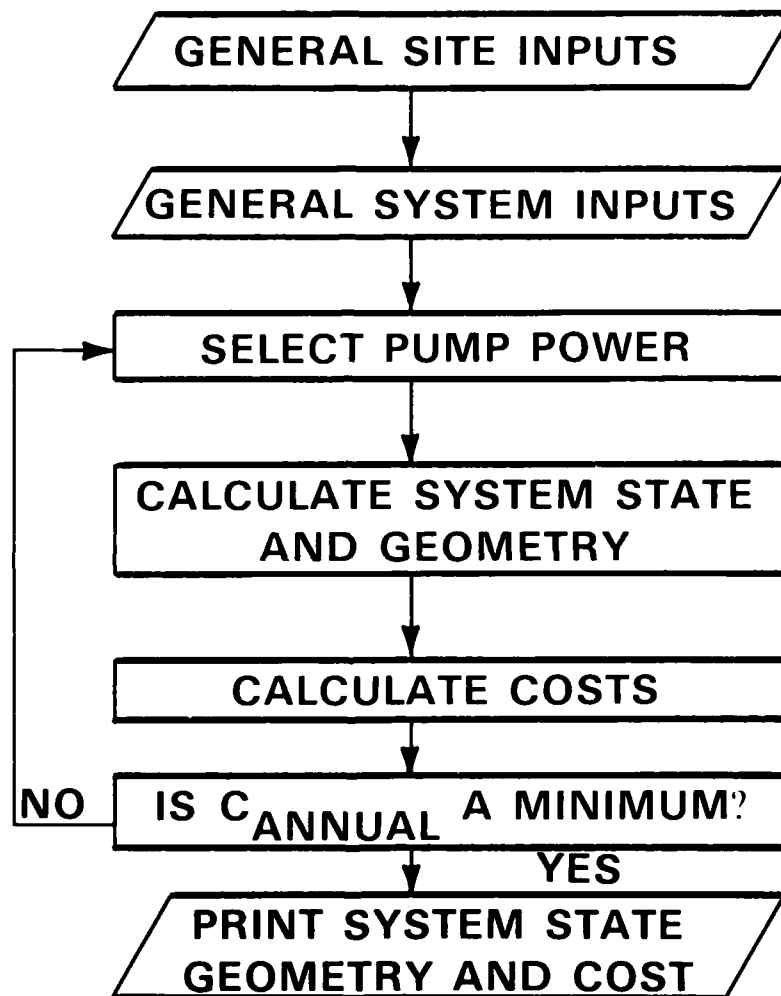 GENERAL SITE INPUTS
GENERAL SYSTEM INPUTS
SELECT PUMP POWER
CALCULATE SYSTEM STATE
AND GEOMETRY
CALCULATE COSTS
NO
IS C_ANNUAL A MINIMUM?
YES
PRINT SYSTEM STATE
GEOMETRY AND COST